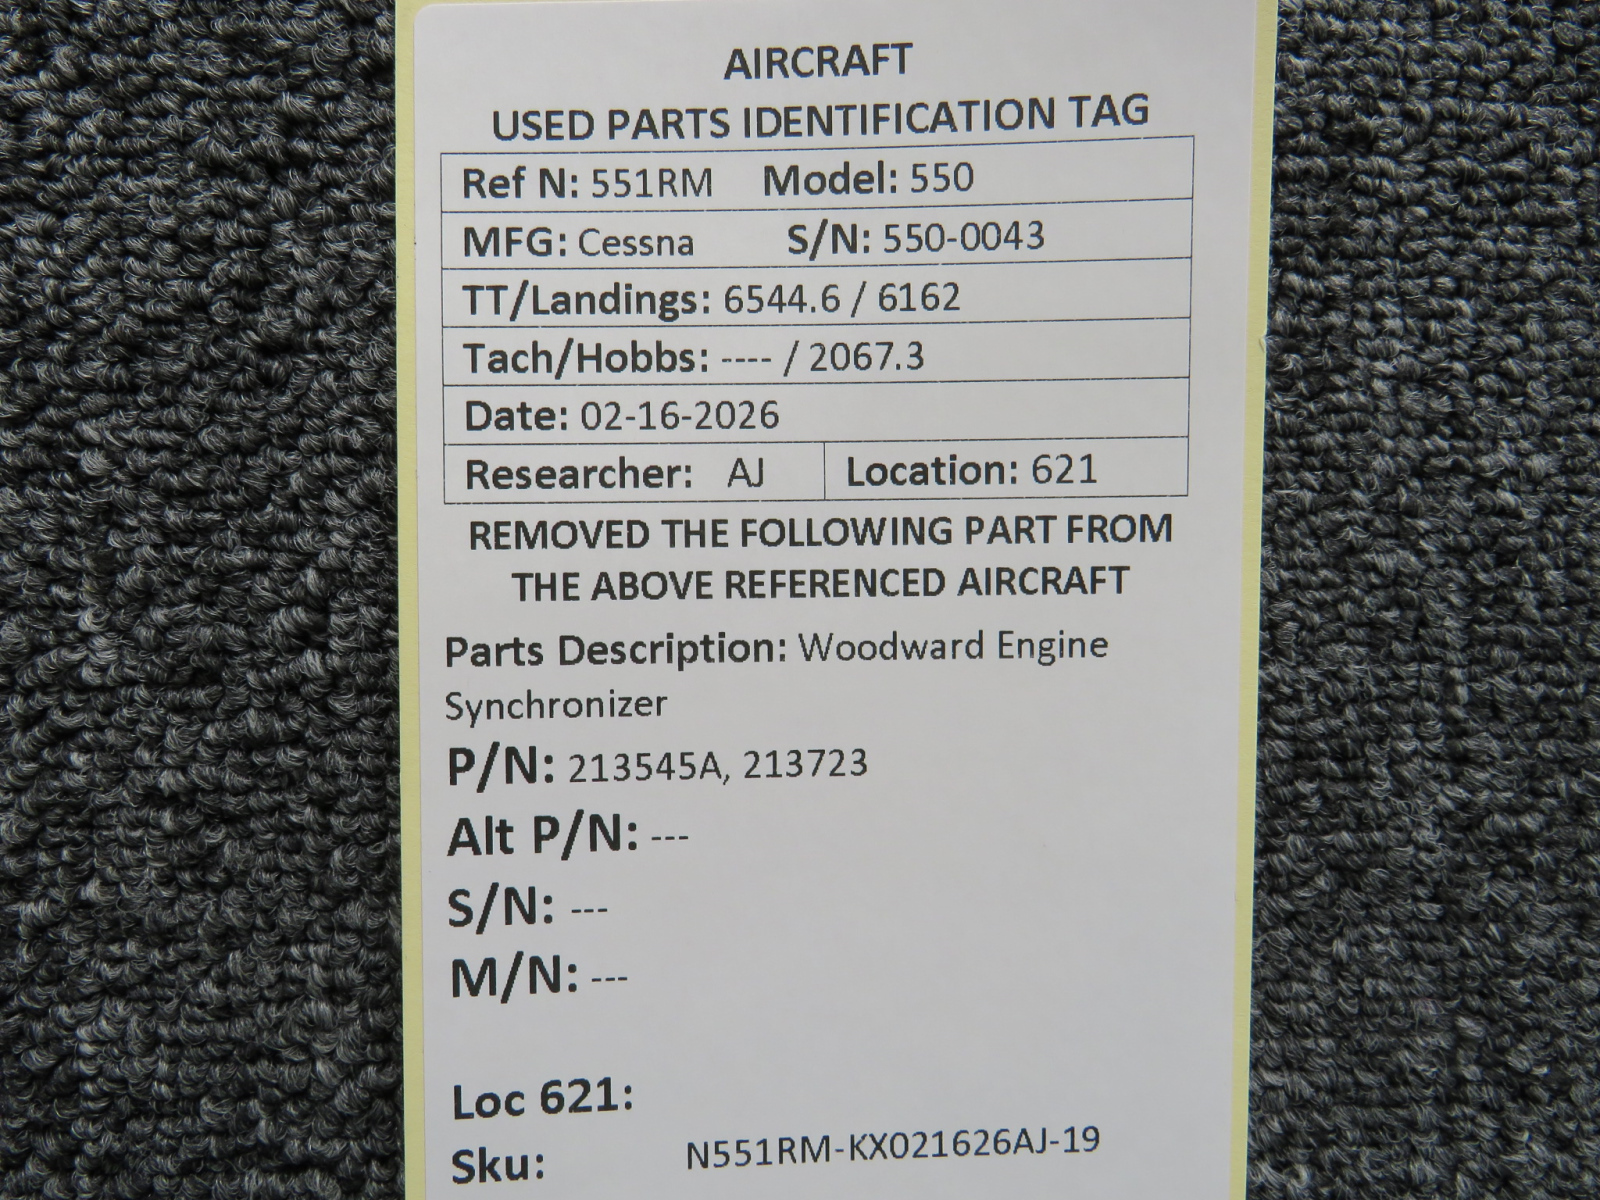 AIRCRAFT
USED PARTS IDENTIFICATION TAG
Ref N: 551RM Model: 550
MFG: Cessna S/N: 550-0043
TT/Landings: 6544.6 / 6162
Tach/Hobbs: ---- / 2067.3
Date: 02-16-2026
Researcher: AJ Location: 621
REMOVED THE FOLLOWING PART FROM
THE ABOVE REFERENCED AIRCRAFT
Parts Description: Woodward Engine
Synchronizer
P/N: 213545A, 213723
Alt P/N: ---
S/N: ---
M/N: ---
Loc 621:
Sku: N551RM-KX021626AJ-19